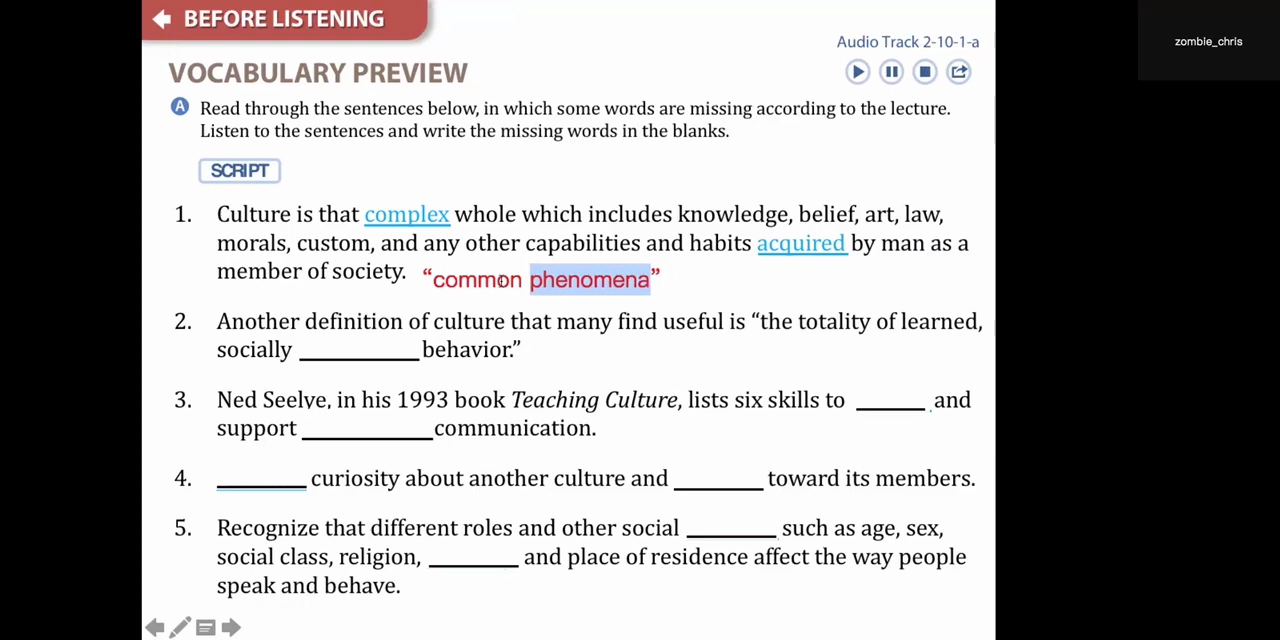 BEFORE LISTENING
zombie_chris
Audio Track 2-10-1-a
VOCABULARY PREVIEW
A Read through the sentences below, in which some words are missing according to the lecture.
Listen to the sentences and write the missing words in the blanks.
SCRIPT
1. Culture is that complex whole which includes knowledge, belief, art, law,
morals, custom, and any other capabilities and habits acquired by man as a
member of society. “common phenomena”
2. Another definition of culture that many find useful is “the totality of learned,
socially ____________ behavior.”
3. Ned Seelye, in his 1993 book Teaching Culture, lists six skills to _______ and
support _____________ communication.
4. _________ curiosity about another culture and _________ toward its members.
5. Recognize that different roles and other social _________ such as age, sex,
social class, religion, _________ and place of residence affect the way people
speak and behave.